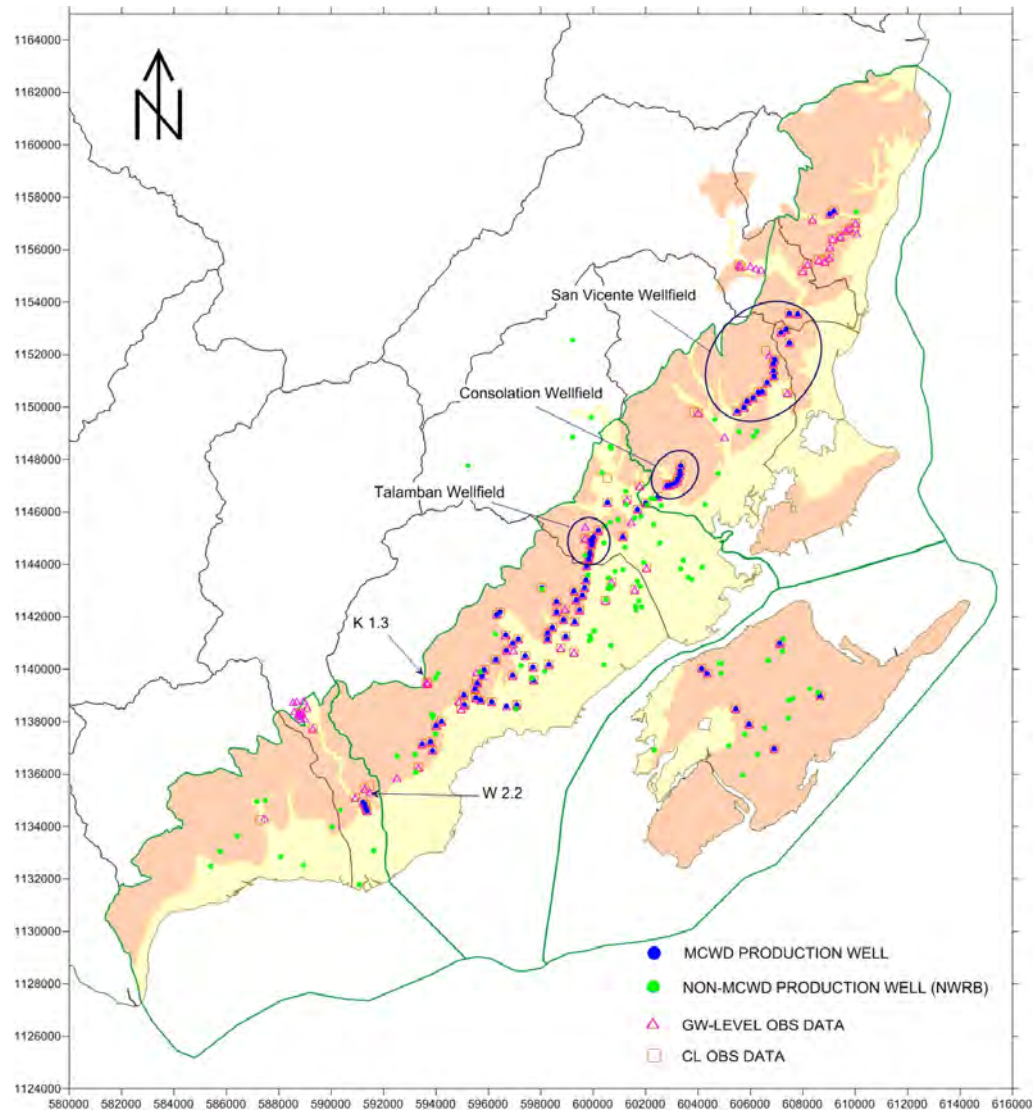 1164000
N
1162000
1160000
1158000
1156000
1154000
San Vicente Wellfield
1152000
1150000
Consolation Wellfield
1148000
Talamban Wellfield
1146000
1144000
1142000
K 1.3
1140000
1138000
1136000
W 2.2
1134000
1132000
1130000
MCWD PRODUCTION WELL
1128000
NON-MCWD PRODUCTION WELL (NWRB)
1126000
GW-LEVEL OBS DATA
CL OBS DATA
1124000
580000 582000 584000 586000 588000 590000 592000 594000 596000 598000 600000 602000 604000 606000 608000 610000 612000 614000 616000